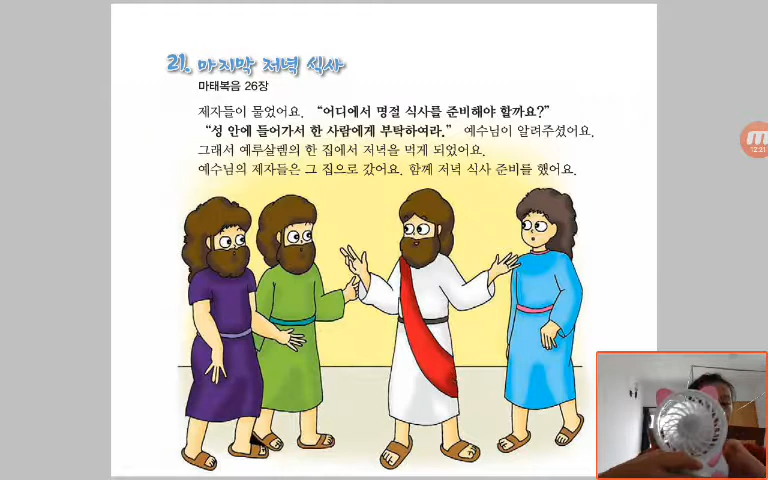 21. 마지막 저녁 식사
마태복음 26장
제자들이 물었어요. “어디에서 명절 식사를 준비해야 할까요?”
“성 안에 들어가서 한 사람에게 부탁하여라.” 예수님이 알려주셨어요.
그래서 예루살렘의 한 집에서 저녁을 먹게 되었어요.
예수님의 제자들은 그 집으로 갔어요. 함께 저녁 식사 준비를 했어요.
12:21